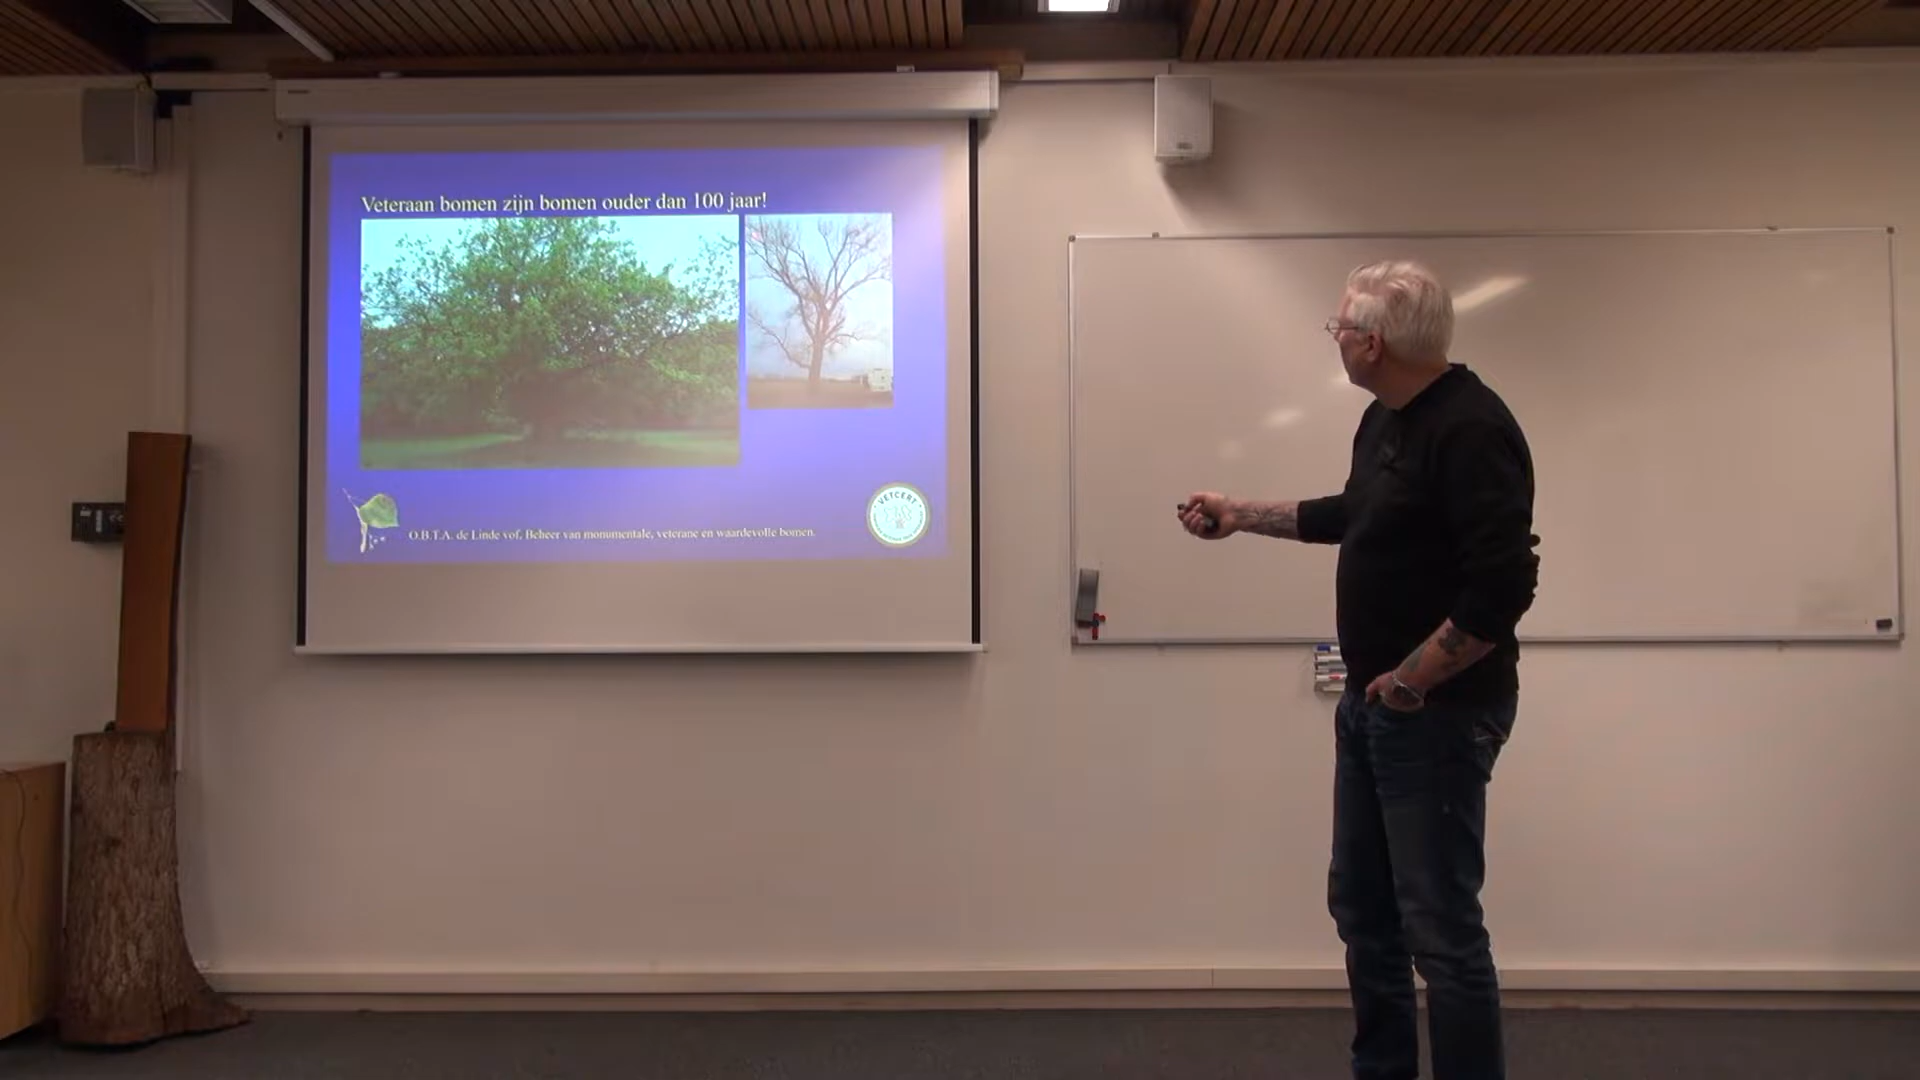 Veteraan bomen zijn bomen ouder dan 100 jaar!
O.B.T.A. de Linde vof, Beheer van monumentale, veterane en waardevolle bomen.
VETCERT